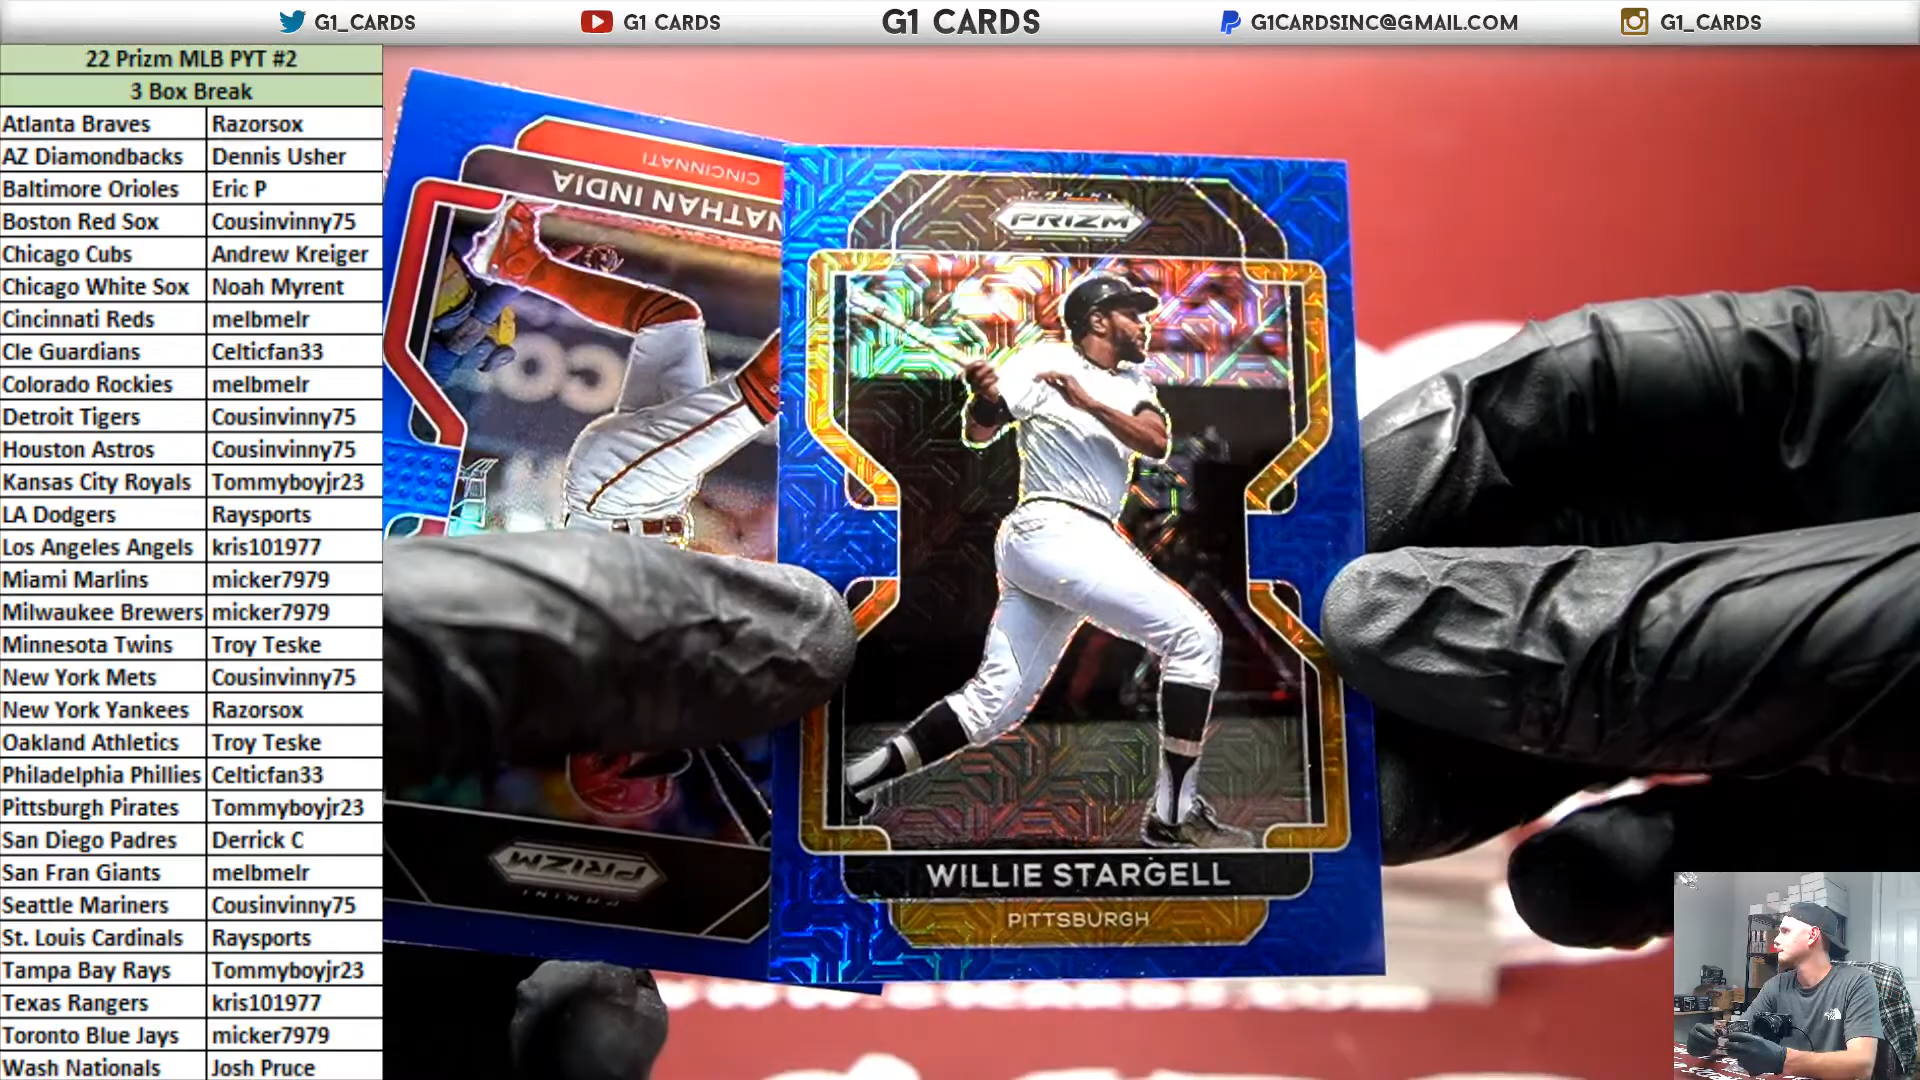 G1_CARDS G1 CARDS G1 CARDS G1CARDSINC@GMAIL.COM G1_CARDS
22 Prizm MLB PYT #2
3 Box Break
Atlanta Braves Razorsox
AZ Diamondbacks Dennis Usher
Baltimore Orioles Eric P
Boston Red Sox Cousinvinny75
Chicago Cubs Andrew Kreiger
Chicago White Sox Noah Myrent
Cincinnati Reds melbmelr
Cle Guardians Celticfan33
Colorado Rockies melbmelr
Detroit Tigers Cousinvinny75
Houston Astros Cousinvinny75
Kansas City Royals Tommyboyjr23
LA Dodgers Raysports
Los Angeles Angels kris101977
Miami Marlins micker7979
Milwaukee Brewers micker7979
Minnesota Twins Troy Teske
New York Mets Cousinvinny75
New York Yankees Razorsox
Oakland Athletics Troy Teske
Philadelphia Phillies Celticfan33
Pittsburgh Pirates Tommyboyjr23
San Diego Padres Derrick C
San Fran Giants melbmelr
Seattle Mariners Cousinvinny75
St. Louis Cardinals Raysports
Tampa Bay Rays Tommyboyjr23
Texas Rangers kris101977
Toronto Blue Jays micker7979
Wash Nationals Josh Pruce
CINCINNATI
NATHAN INDIA
PANINI
PRIZM
PANINI
PRIZM
WILLIE STARGELL
PITTSBURGH